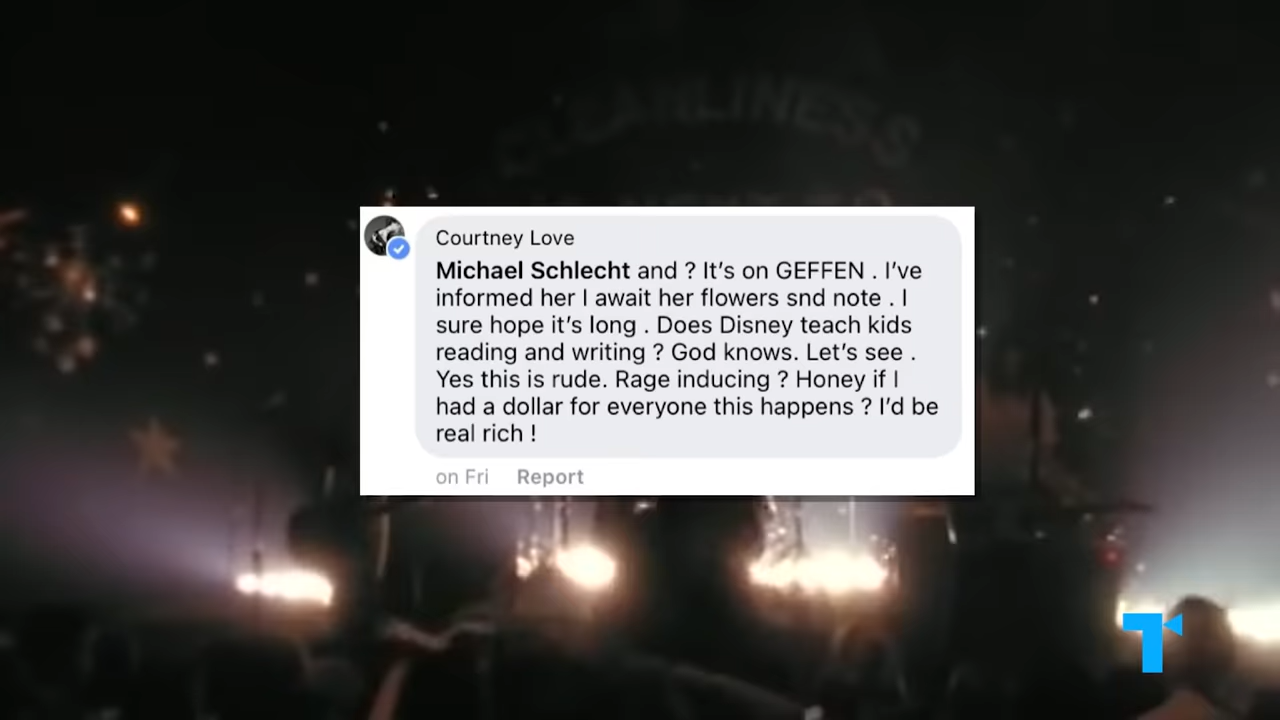 CLEANLINESS
Courtney Love
Michael Schlecht and ? It’s on GEFFEN . I’ve
informed her I await her flowers snd note . I
sure hope it’s long . Does Disney teach kids
reading and writing ? God knows. Let’s see .
Yes this is rude. Rage inducing ? Honey if I
had a dollar for everyone this happens ? I’d be
real rich !
on Fri Report